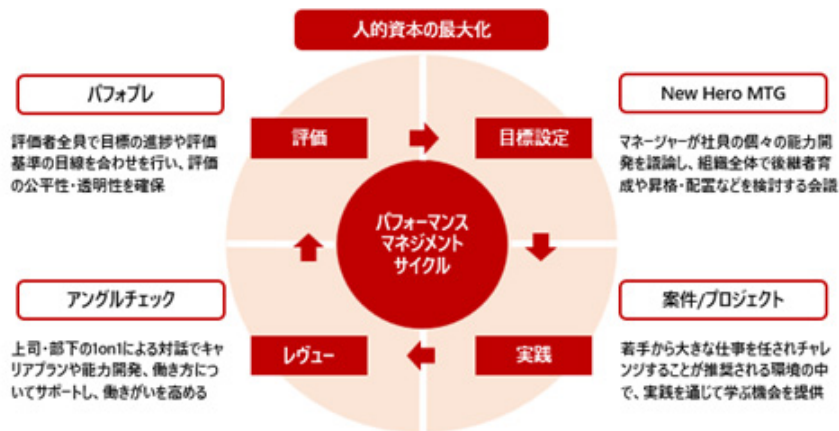 人的資本の最大化
パフォプレ
評価者全員で目標の進捗や評価
基準の目線を合わせを行い、評価
の公平性・透明性を確保
評価
目標設定
New Hero MTG
マネージャーが社員の個々の能力開
発を議論し、組織全体で後継者育
成や昇格・配置などを検討する会議
パフォーマンス
マネジメント
サイクル
アングルチェック
上司・部下の1on1による対話でキャ
リアプランや能力開発、働き方につ
いてサポートし、働きがいを高める
レヴュー
実践
案件/プロジェクト
若手から大きな仕事を任されチャレ
ンジすることが推奨される環境の中
で、実践を通じて学ぶ機会を提供